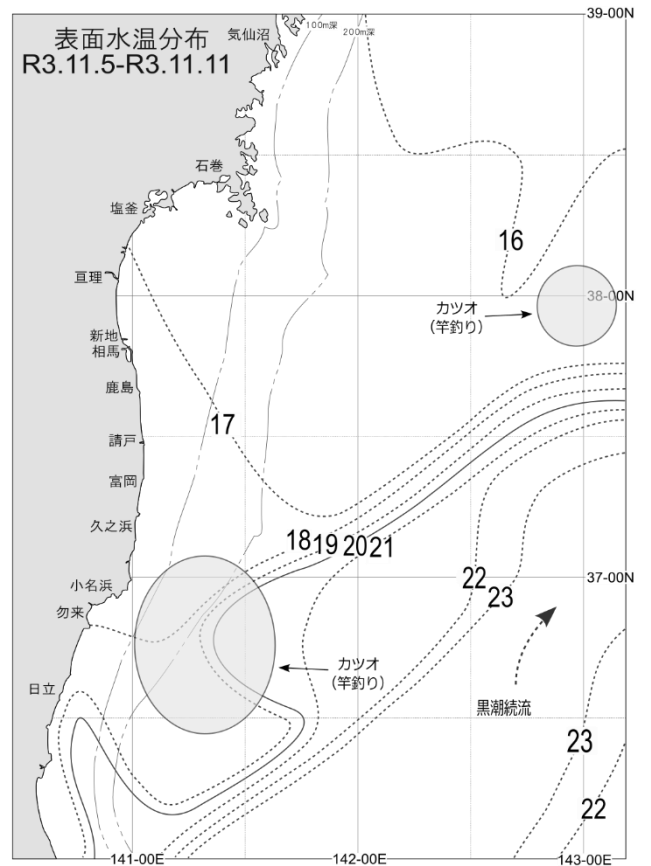 表面水温分布
R3.11.5-R3.11.11
気仙沼
100m深
200m深
39-00N
石巻
塩釜
16
亘理
38-00N
カツオ
(竿釣り)
新地
相馬
鹿島
17
請戸
富岡
久之浜
18 19 20 21
37-00N
22
23
小名浜
勿来
カツオ
(竿釣り)
日立
黒潮続流
23
22
141-00E
142-00E
143-00E